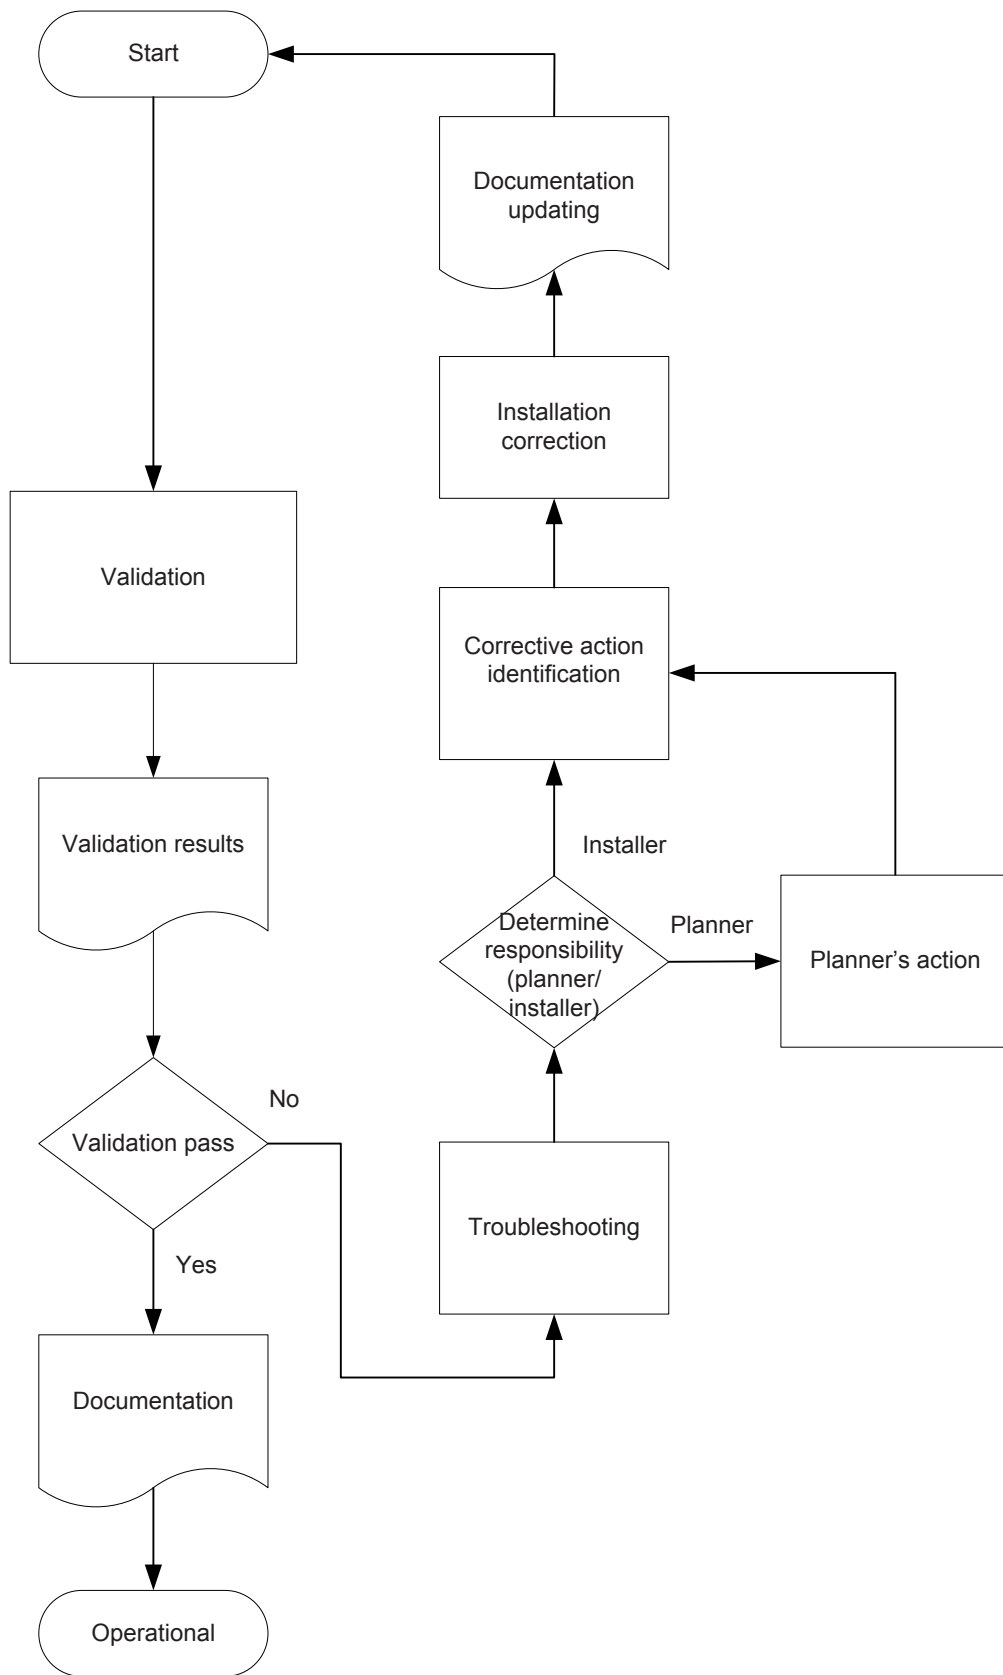 Start
Documentation
updating
Installation
correction
Validation
Corrective action
identification
Validation results
Installer
Determine
responsibility
(planner/
installer)
Planner
Planner’s action
No
Validation pass
Yes
Troubleshooting
Documentation
Operational